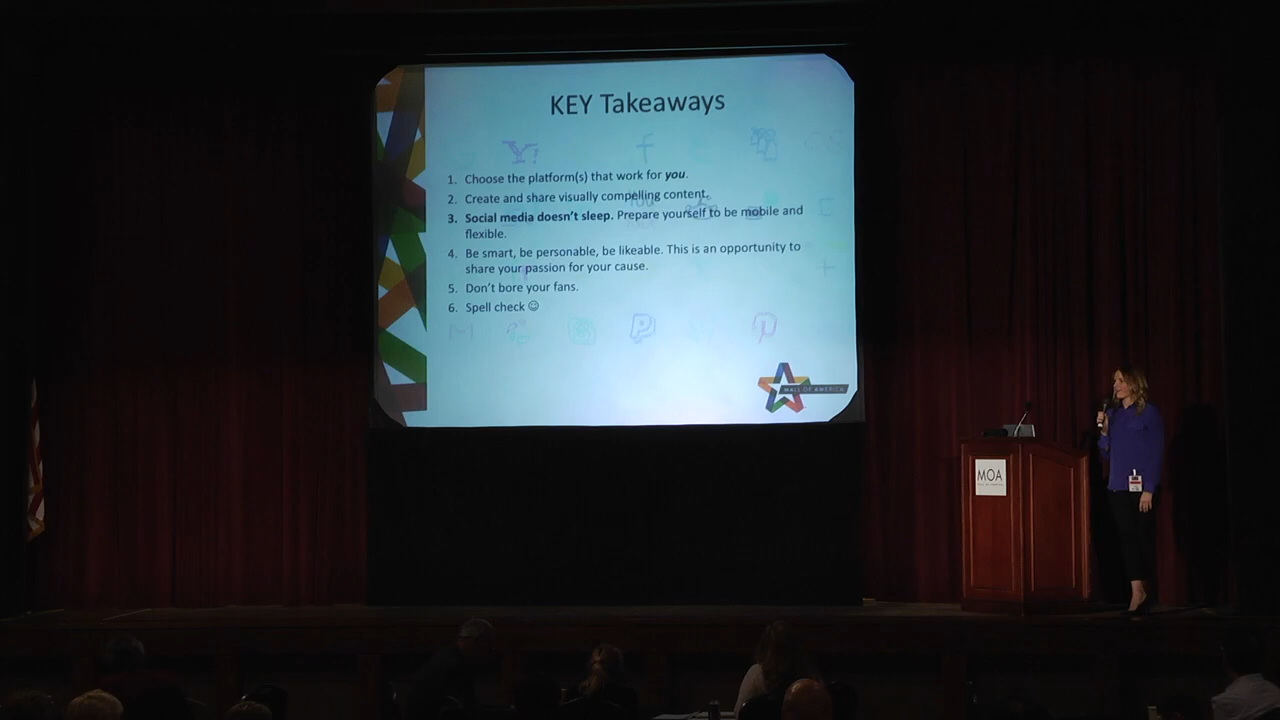 KEY Takeaways
1. Choose the platform(s) that work for you.
2. Create and share visually compelling content.
3. Social media doesn't sleep. Prepare yourself to be mobile and
flexible.
4. Be smart, be personable, be likeable. This is an opportunity to
share your passion for your cause.
5. Don't bore your fans.
6. Spell check ☺
MALL OF AMERICA
MOA